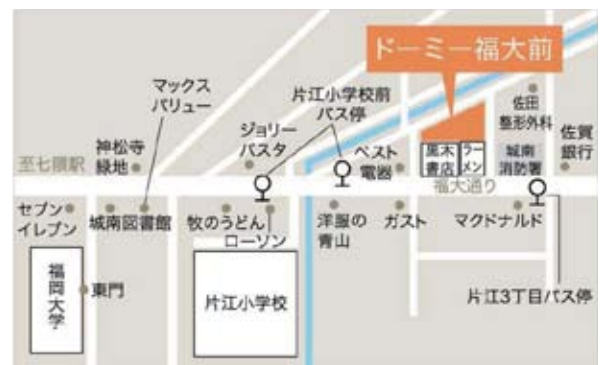 ドーミー福大前
マックス
バリュー
片江小学校前
バス停
佐田
整形外科
神松寺
緑地
ジョリー
パスタ
ベスト
電器
黒木
書店
ラー
メン
城南
消防署
佐賀
銀行
至七隈駅
福大通り
セブン
イレブン
城南図書館
牧のうどん
ローソン
洋服の
青山
ガスト
マクドナルド
福岡大学
東門
片江小学校
片江3丁目バス停